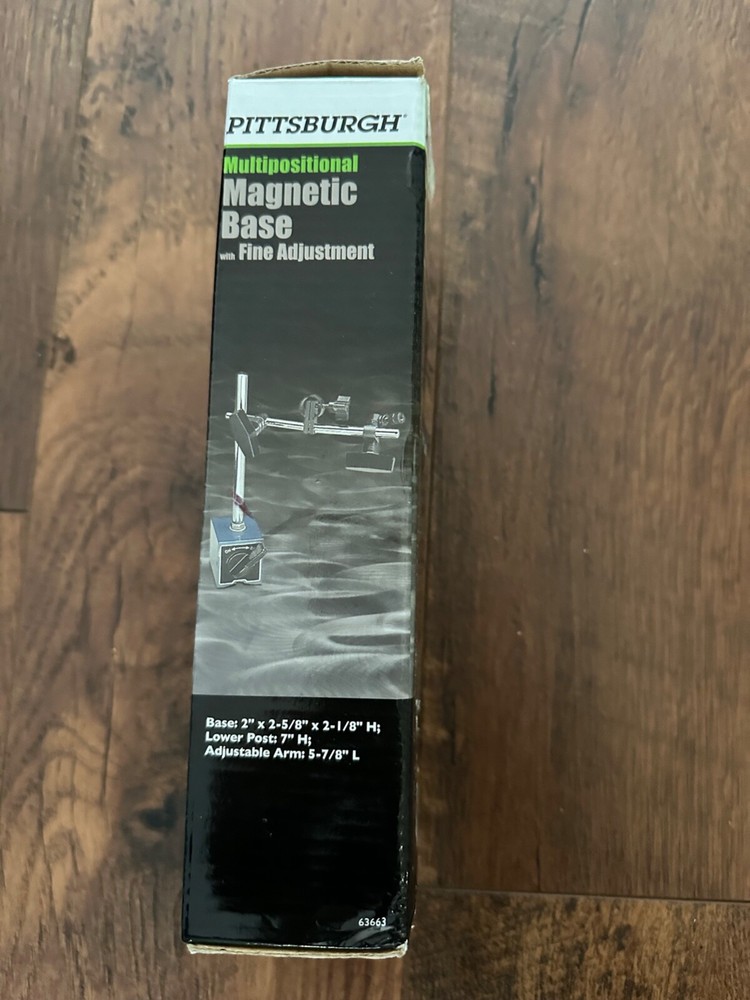 PITTSBURGH®
Multipositional
Magnetic
Base
with Fine Adjustment
Base: 2" x 2-5/8" x 2-1/8" H;
Lower Post: 7" H;
Adjustable Arm: 5-7/8" L
63663